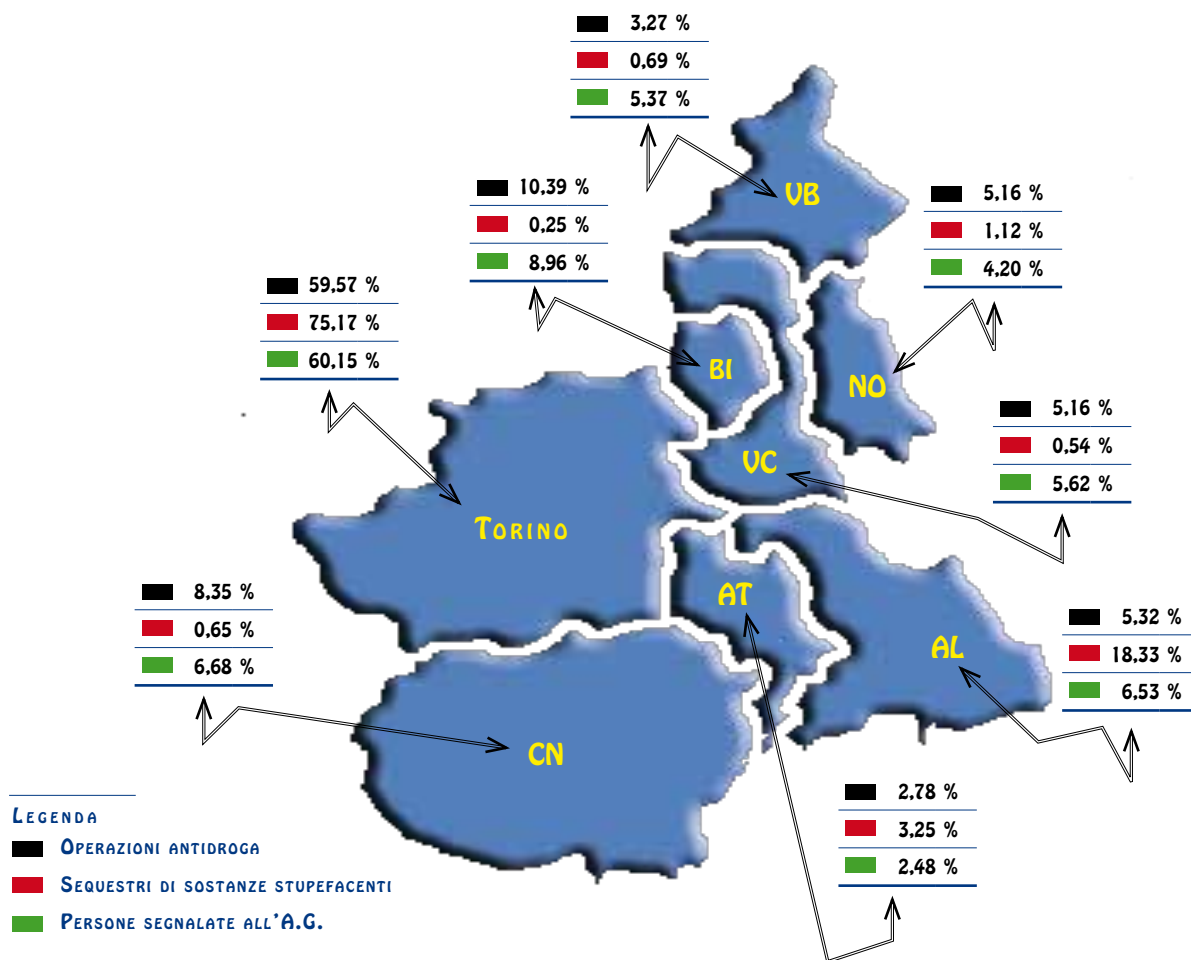 3,27 %
0,69 %
5,37 %
VB
10,39 %
0,25 %
8,96 %
5,16 %
1,12 %
4,20 %
59,57 %
75,17 %
60,15 %
BI
NO
5,16 %
0,54 %
5,62 %
VC
TORINO
8,35 %
0,65 %
6,68 %
AT
AL
5,32 %
18,33 %
6,53 %
CN
2,78 %
3,25 %
2,48 %
LEGENDA
OPERAZIONI ANTIDROGA
SEQUESTRI DI SOSTANZE STUPEFACENTI
PERSONE SEGNALATE ALL'A.G.